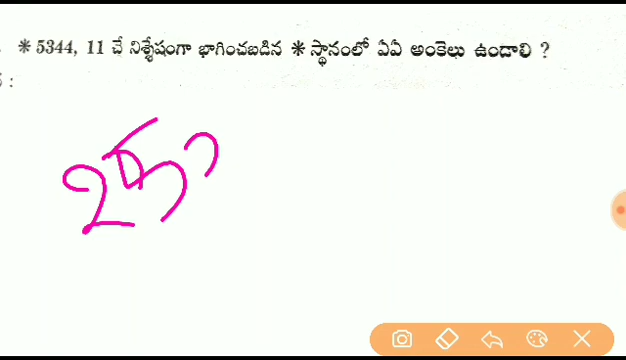 * 5344, 11 చే నిశ్శేషంగా భాగించబడిన * స్థానంలో ఏఏ అంకెలు ఉండాలి ?
: